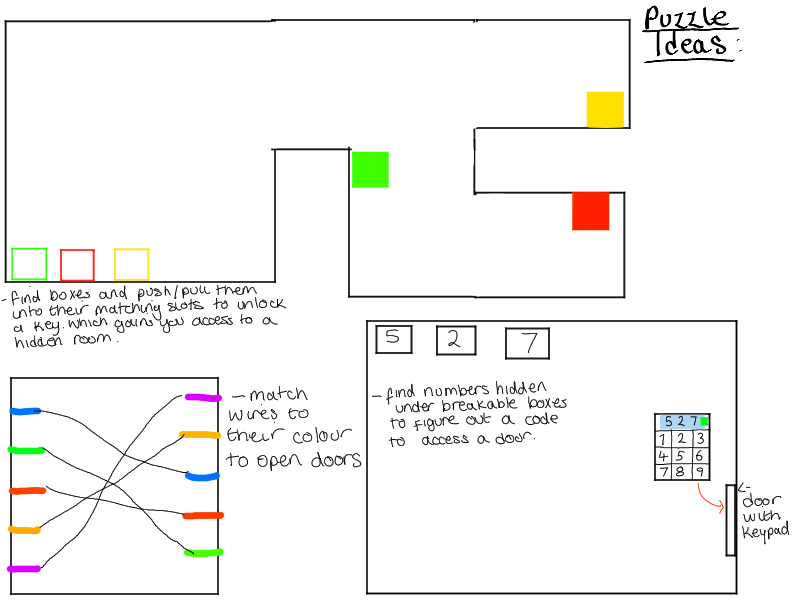 Puzzle
Ideas:
- find boxes and push/pull them
into their matching slots to unlock
a key. which gains you access to a
hidden room.
- match
wires to
their colour
to open doors
5 2 7
- find numbers hidden
under breakable boxes
to figure out a code
to access a door.
5 2 7
1 2 3
4 5 6
7 8 9
<- door
with
keypad